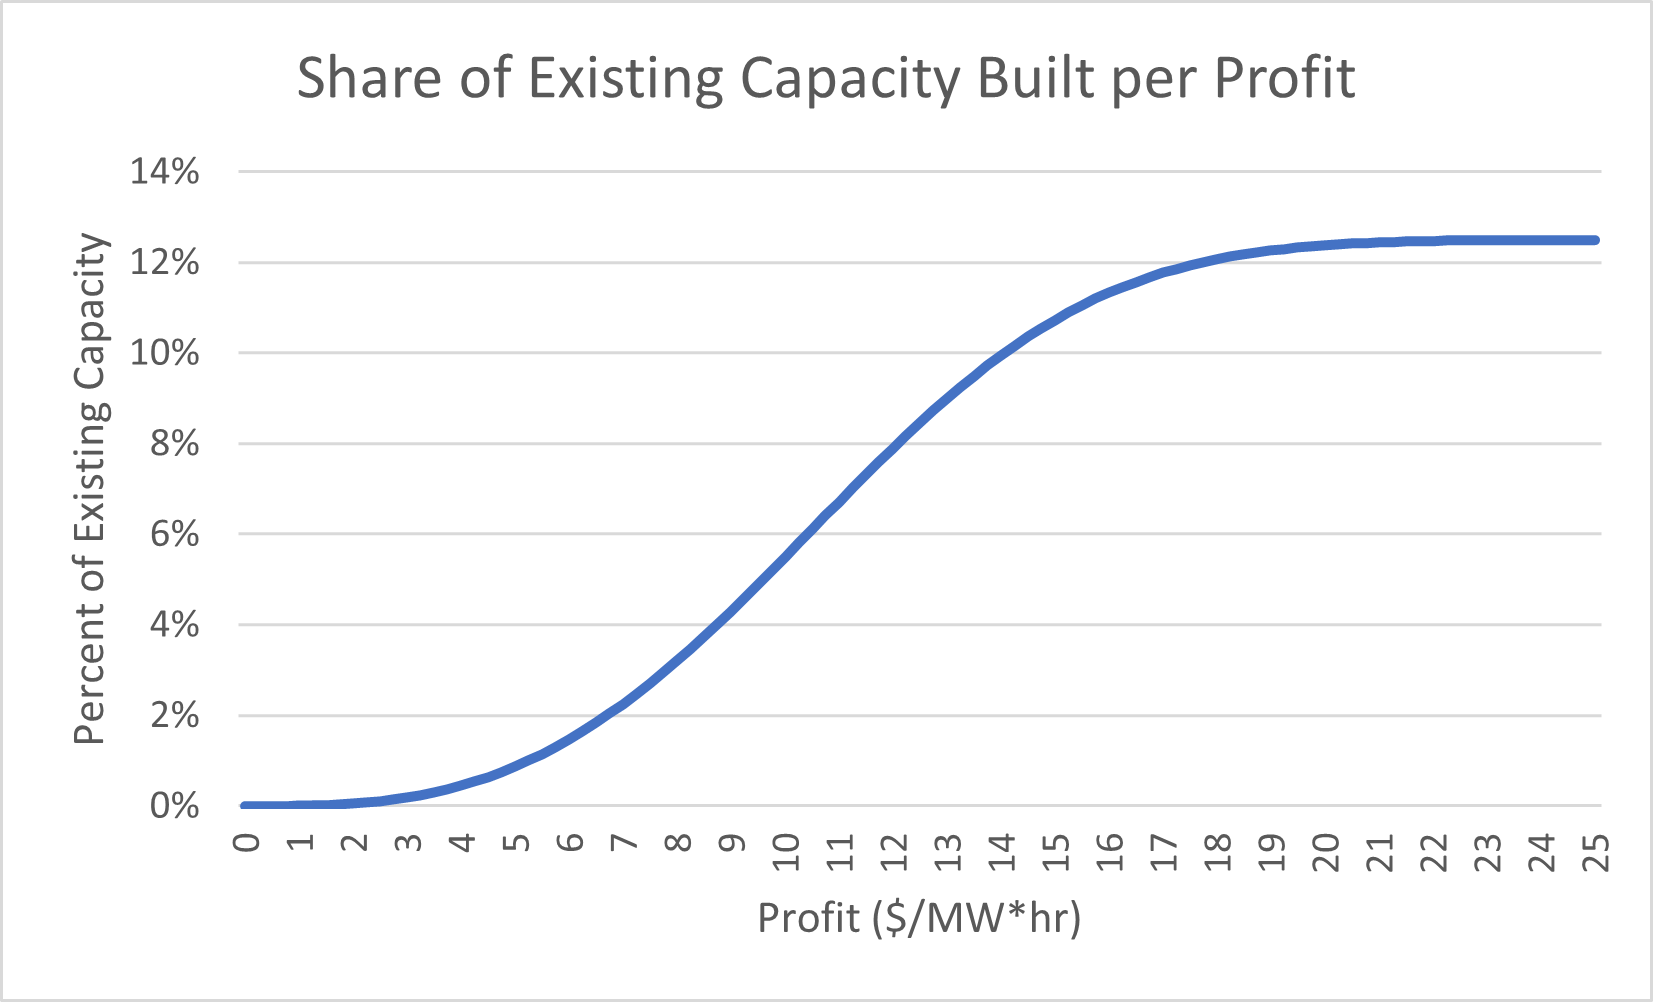 Share of Existing Capacity Built per Profit
Percent of Existing Capacity
14%
12%
10%
8%
6%
4%
2%
0%
0 1 2 3 4 5 6 7 8 9 10 11 12 13 14 15 16 17 18 19 20 21 22 23 24 25
Profit ($/MW*hr)